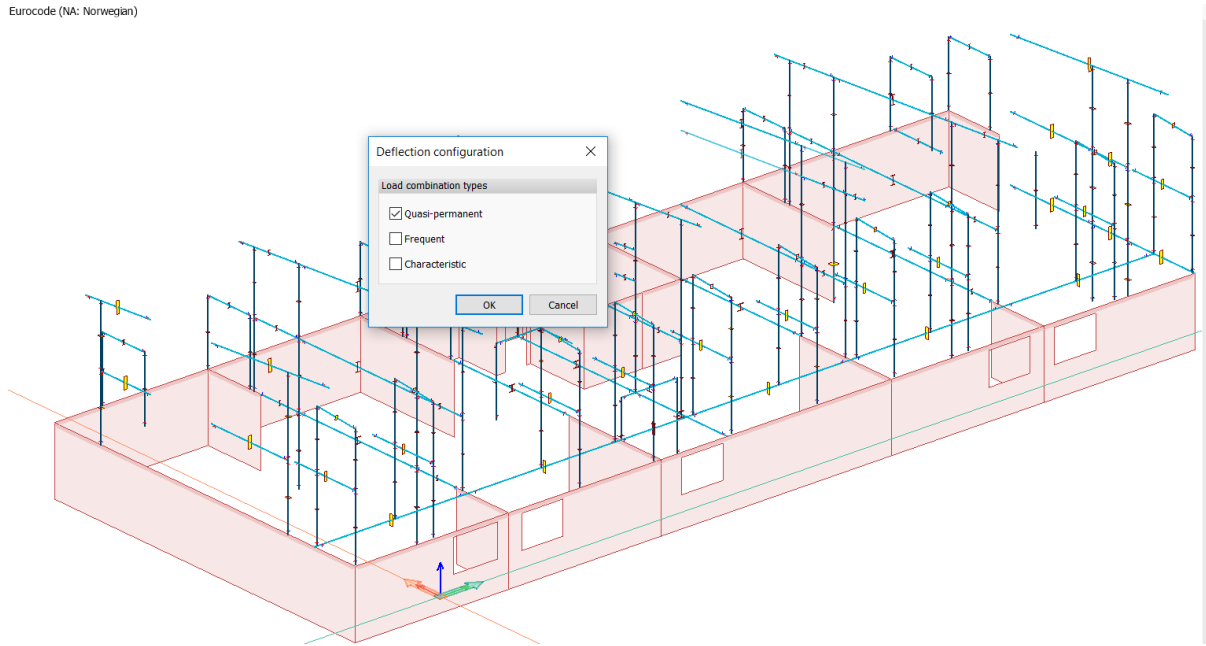 Eurocode (NA: Norwegian)
Deflection configuration
Load combination types
Quasi-permanent
Frequent
Characteristic
OK
Cancel